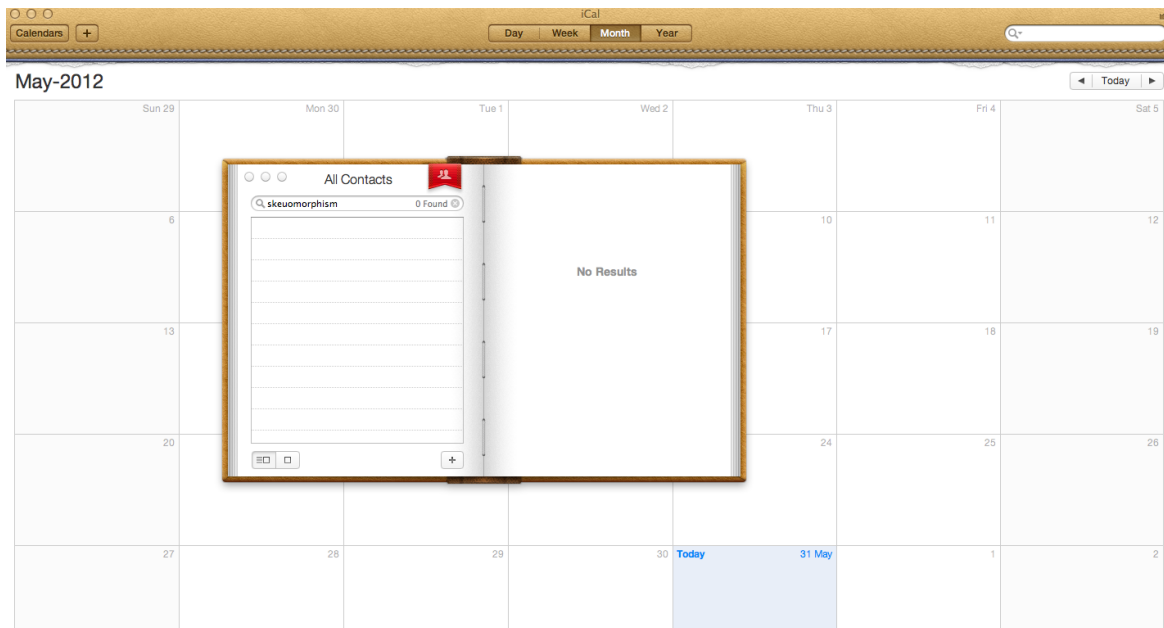 iCal
Calendars +
Day Week Month Year
May-2012
◀ Today ▶
Sun 29 Mon 30 Tue 1 Wed 2 Thu 3 Fri 4 Sat 5
All Contacts
skeuomorphism 0 Found
No Results
+
6 10 11 12
13 17 18 19
20 24 25 26
27 28 29 30 Today 31 May 1 2